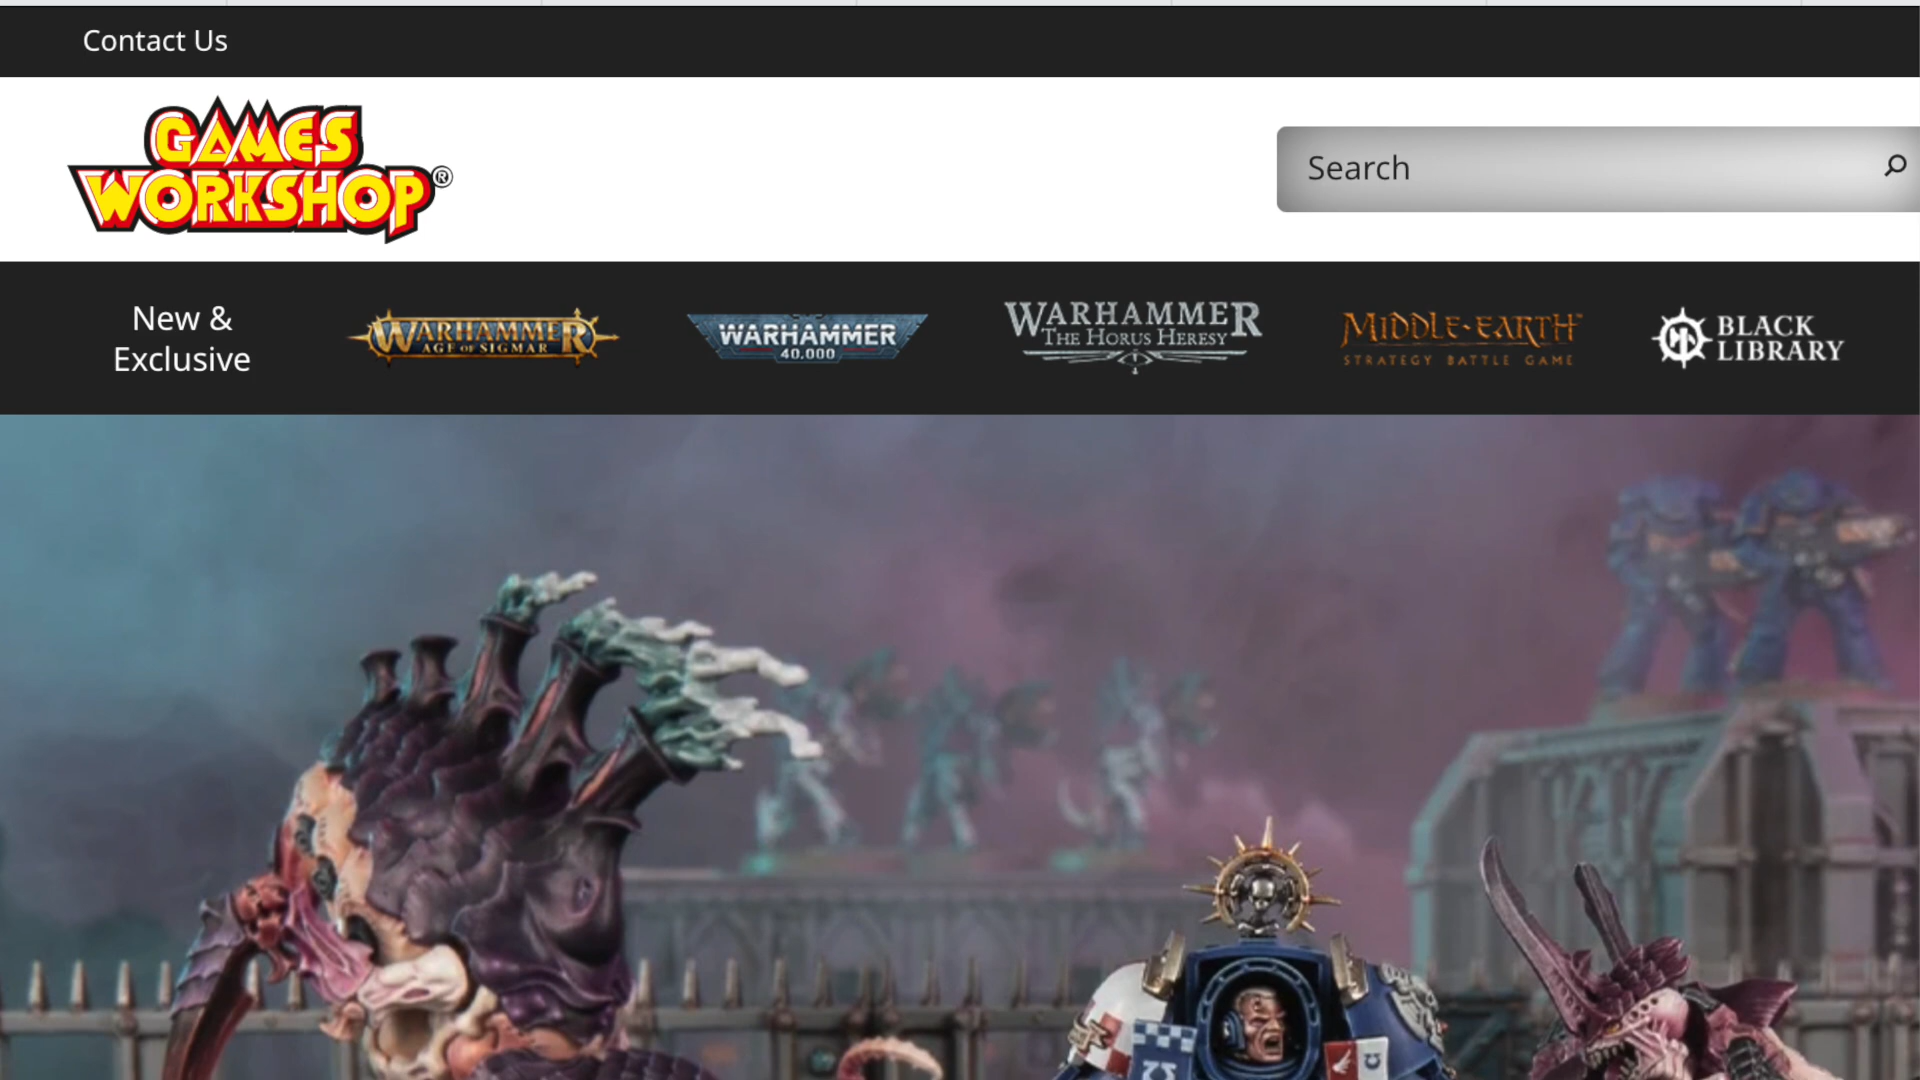 Contact Us
GAMES
WORKSHOP®
Search
New &
Exclusive
WARHAMMER
AGE OF SIGMAR
WARHAMMER
40,000
WARHAMMER
THE HORUS HERESY
MIDDLE-EARTH™
STRATEGY BATTLE GAME
BLACK
LIBRARY